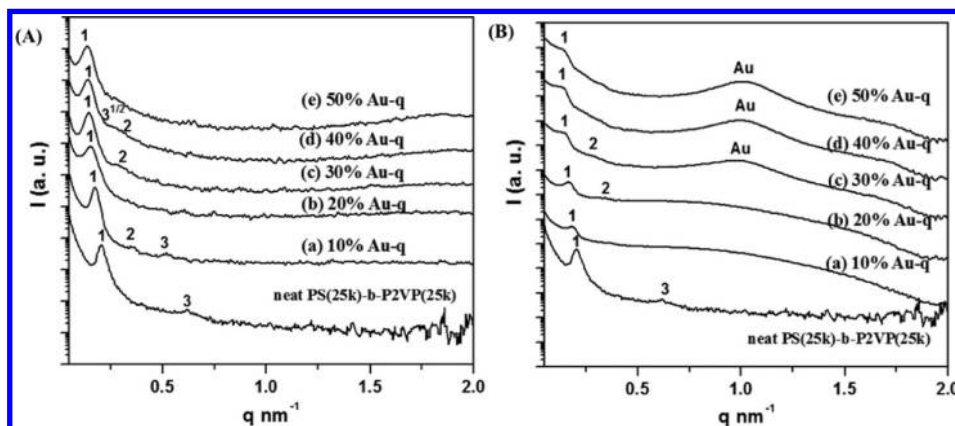 (A)
1
1
1
3^1/2
2
1
2
1
2
3
1
3
(e) 50% Au-q
(d) 40% Au-q
(c) 30% Au-q
(b) 20% Au-q
(a) 10% Au-q
neat PS(25k)-b-P2VP(25k)
I (a. u.)
0.5 1.0 1.5 2.0
q nm⁻¹
(B)
1
Au
1
Au
1
2
Au
1
2
1
1
3
(e) 50% Au-q
(d) 40% Au-q
(c) 30% Au-q
(b) 20% Au-q
(a) 10% Au-q
neat PS(25k)-b-P2VP(25k)
I (a. u.)
0.5 1.0 1.5 2.0
q nm⁻¹